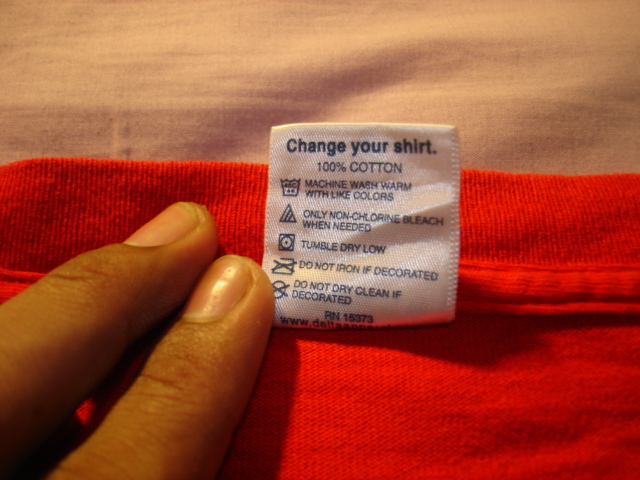 Change your shirt.
100% COTTON
MACHINE WASH WARM
WITH LIKE COLORS
ONLY NON-CHLORINE BLEACH
WHEN NEEDED
TUMBLE DRY LOW
DO NOT IRON IF DECORATED
DO NOT DRY CLEAN IF
DECORATED
RN 15373